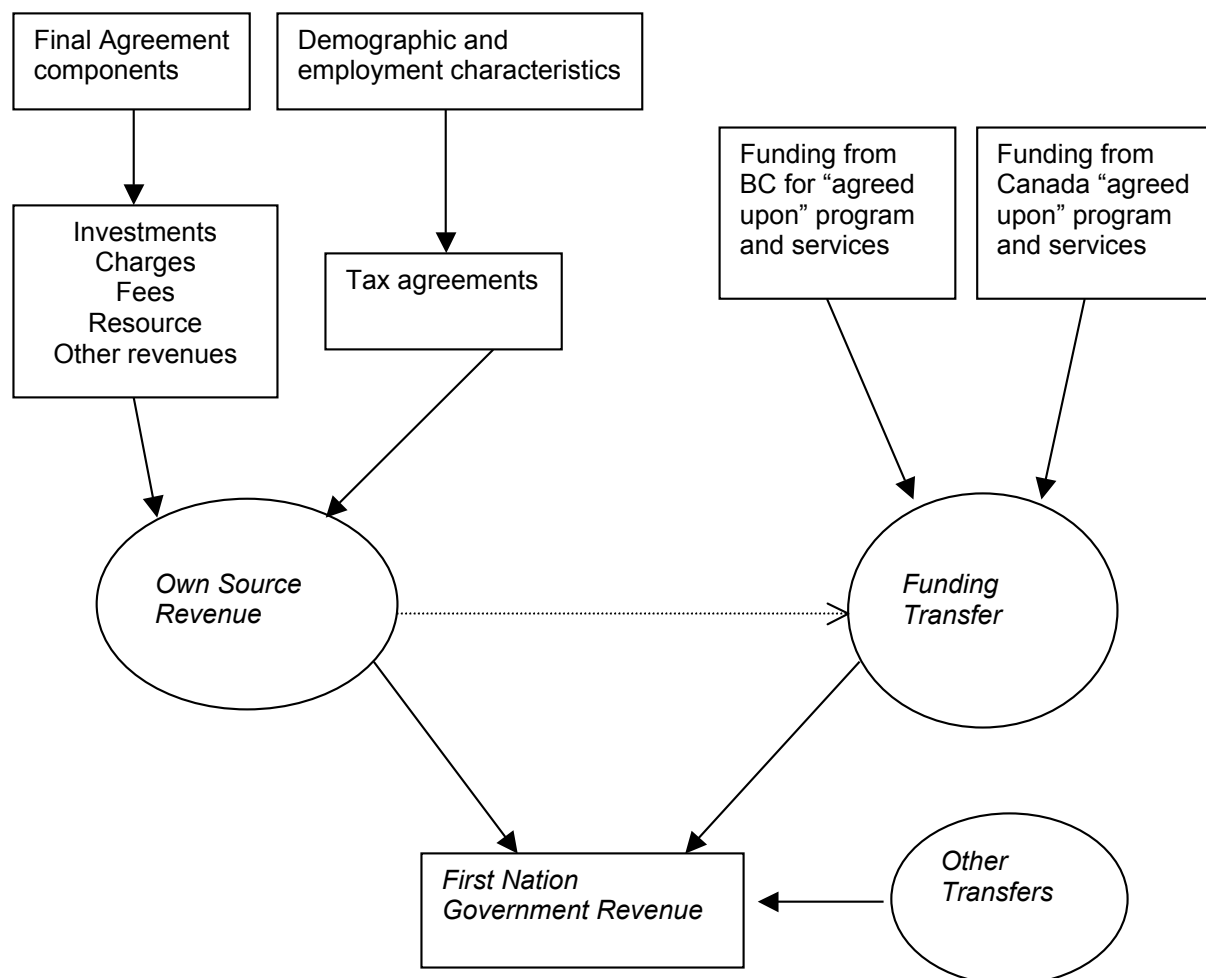 Final Agreement
components
Demographic and
employment characteristics
Funding from
BC for “agreed
upon” program
and services
Funding from
Canada “agreed
upon” program
and services
Investments
Charges
Fees
Resource
Other revenues
Tax agreements
Own Source
Revenue
Funding
Transfer
First Nation
Government Revenue
Other
Transfers